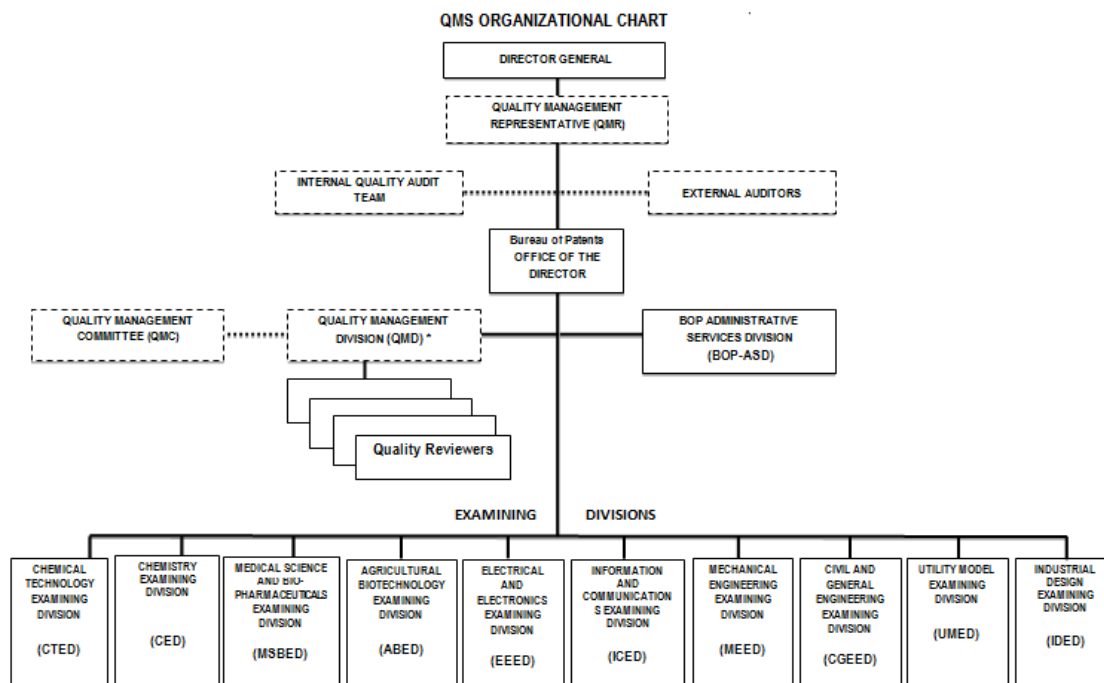 QMS ORGANIZATIONAL CHART
DIRECTOR GENERAL
QUALITY MANAGEMENT
REPRESENTATIVE (QMR)
INTERNAL QUALITY AUDIT
TEAM
EXTERNAL AUDITORS
Bureau of Patents
OFFICE OF THE
DIRECTOR
QUALITY MANAGEMENT
COMMITTEE (QMC)
QUALITY MANAGEMENT
DIVISION (QMD) *
BOP ADMINISTRATIVE
SERVICES DIVISION
(BOP-ASD)
Quality Reviewers
EXAMINING DIVISIONS
CHEMICAL
TECHNOLOGY
EXAMINING
DIVISION
(CTED)
CHEMISTRY
EXAMINING
DIVISION
(CED)
MEDICAL SCIENCE
AND BIO-
PHARMACEUTICALS
EXAMINING
DIVISION
(MSBED)
AGRICULTURAL
BIOTECHNOLOGY
EXAMINING
DIVISION
(ABED)
ELECTRICAL
AND
ELECTRONICS
EXAMINING
DIVISION
(EEED)
INFORMATION
AND
COMMUNICATION
S EXAMINING
DIVISION
(ICED)
MECHANICAL
ENGINEERING
EXAMINING
DIVISION
(MEED)
CIVIL AND
GENERAL
ENGINEERING
EXAMINING
DIVISION
(CGEED)
UTILITY MODEL
EXAMINING
DIVISION
(UMED)
INDUSTRIAL
DESIGN
EXAMINING
DIVISION
(IDED)